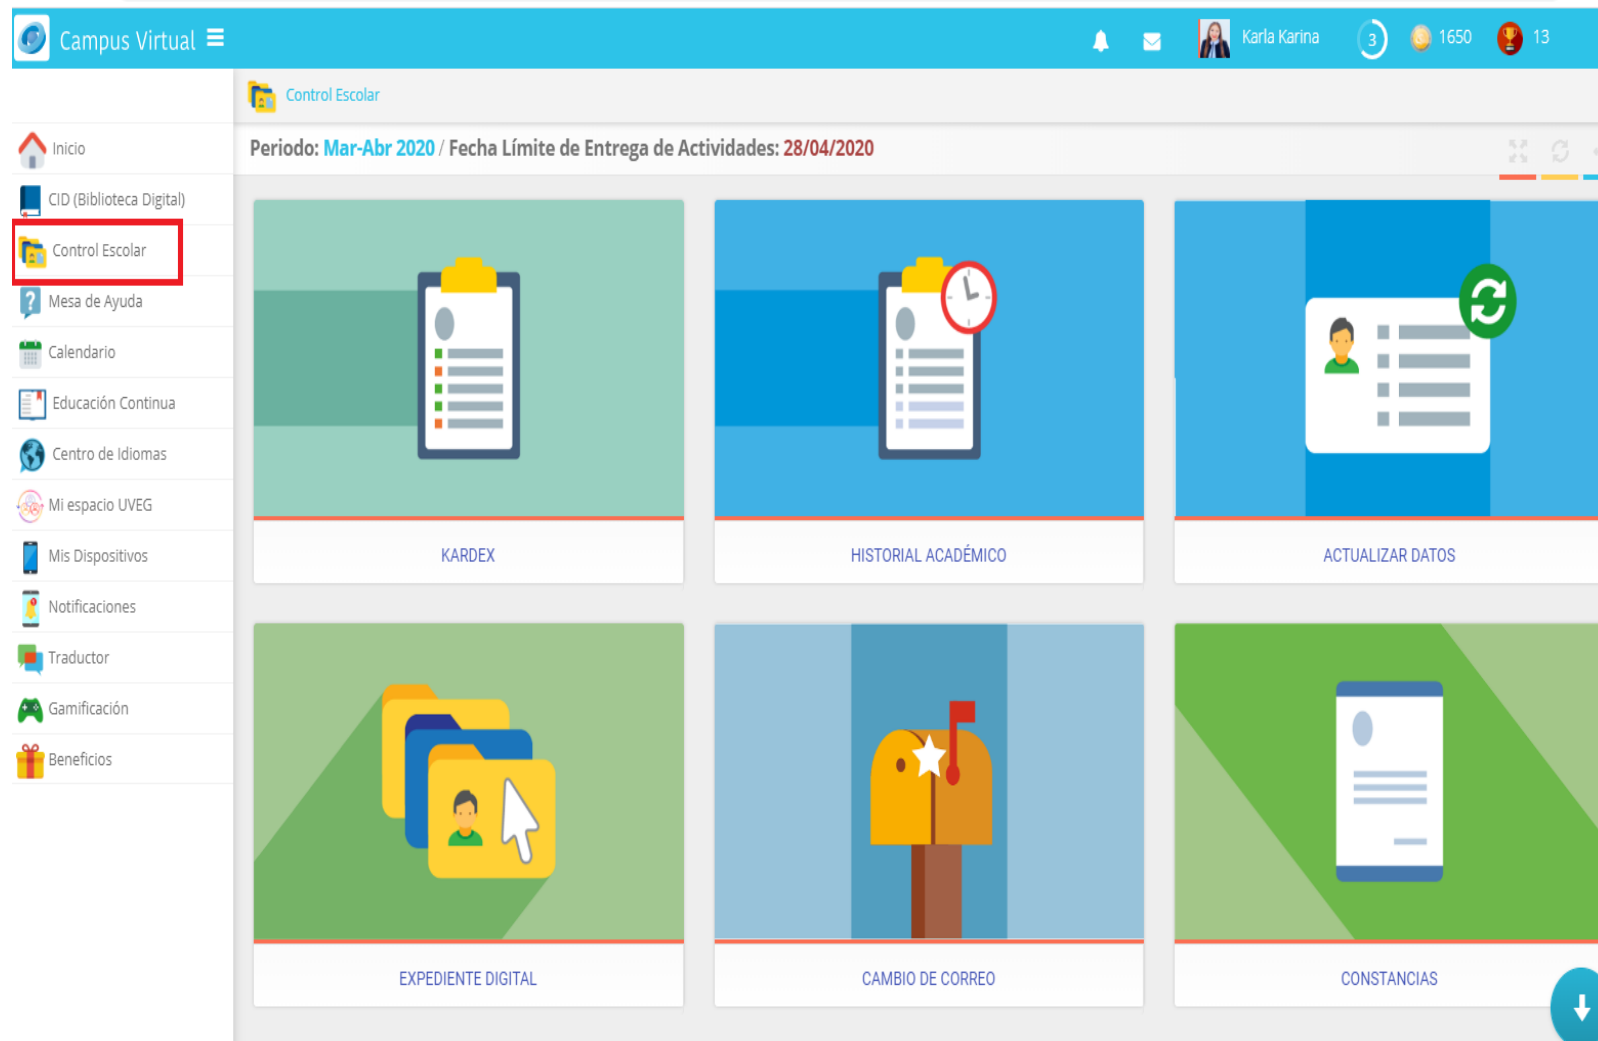 Campus Virtual
Karla Karina
3
1650
13
Control Escolar
Periodo: Mar-Abr 2020 / Fecha Límite de Entrega de Actividades: 28/04/2020
Inicio
CID (Biblioteca Digital)
Control Escolar
Mesa de Ayuda
Calendario
Educación Continua
Centro de Idiomas
Mi espacio UVEG
Mis Dispositivos
Notificaciones
Traductor
Gamificación
Beneficios
KARDEX
HISTORIAL ACADÉMICO
ACTUALIZAR DATOS
EXPEDIENTE DIGITAL
CAMBIO DE CORREO
CONSTANCIAS